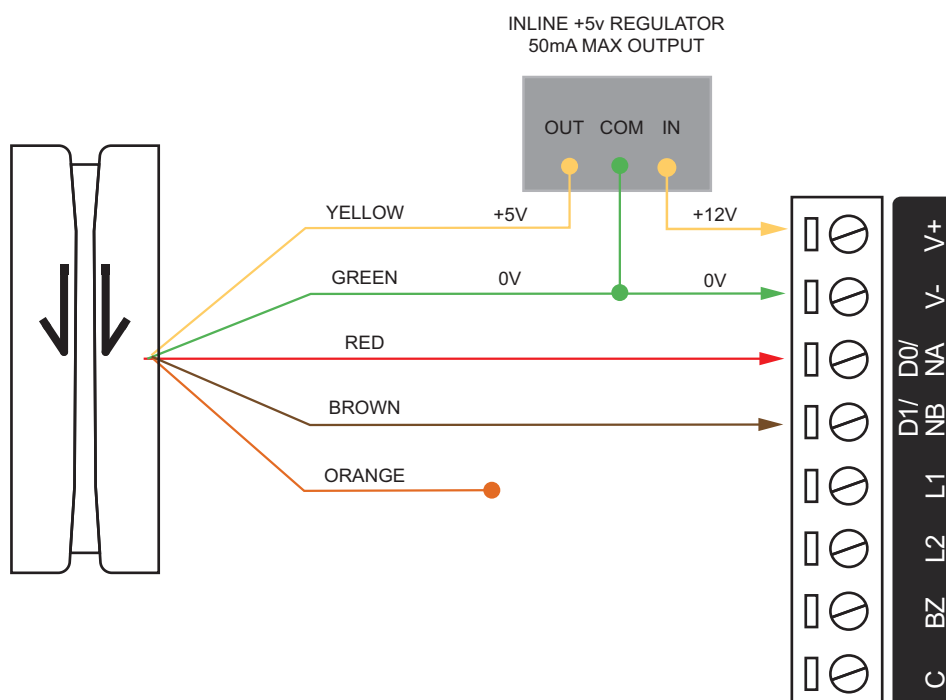 INLINE +5v REGULATOR
50mA MAX OUTPUT
OUT COM IN
YELLOW +5V +12V
GREEN 0V 0V
RED
BROWN
ORANGE
V+
V-
D0/
NA
D1/
NB
L1
L2
BZ
C